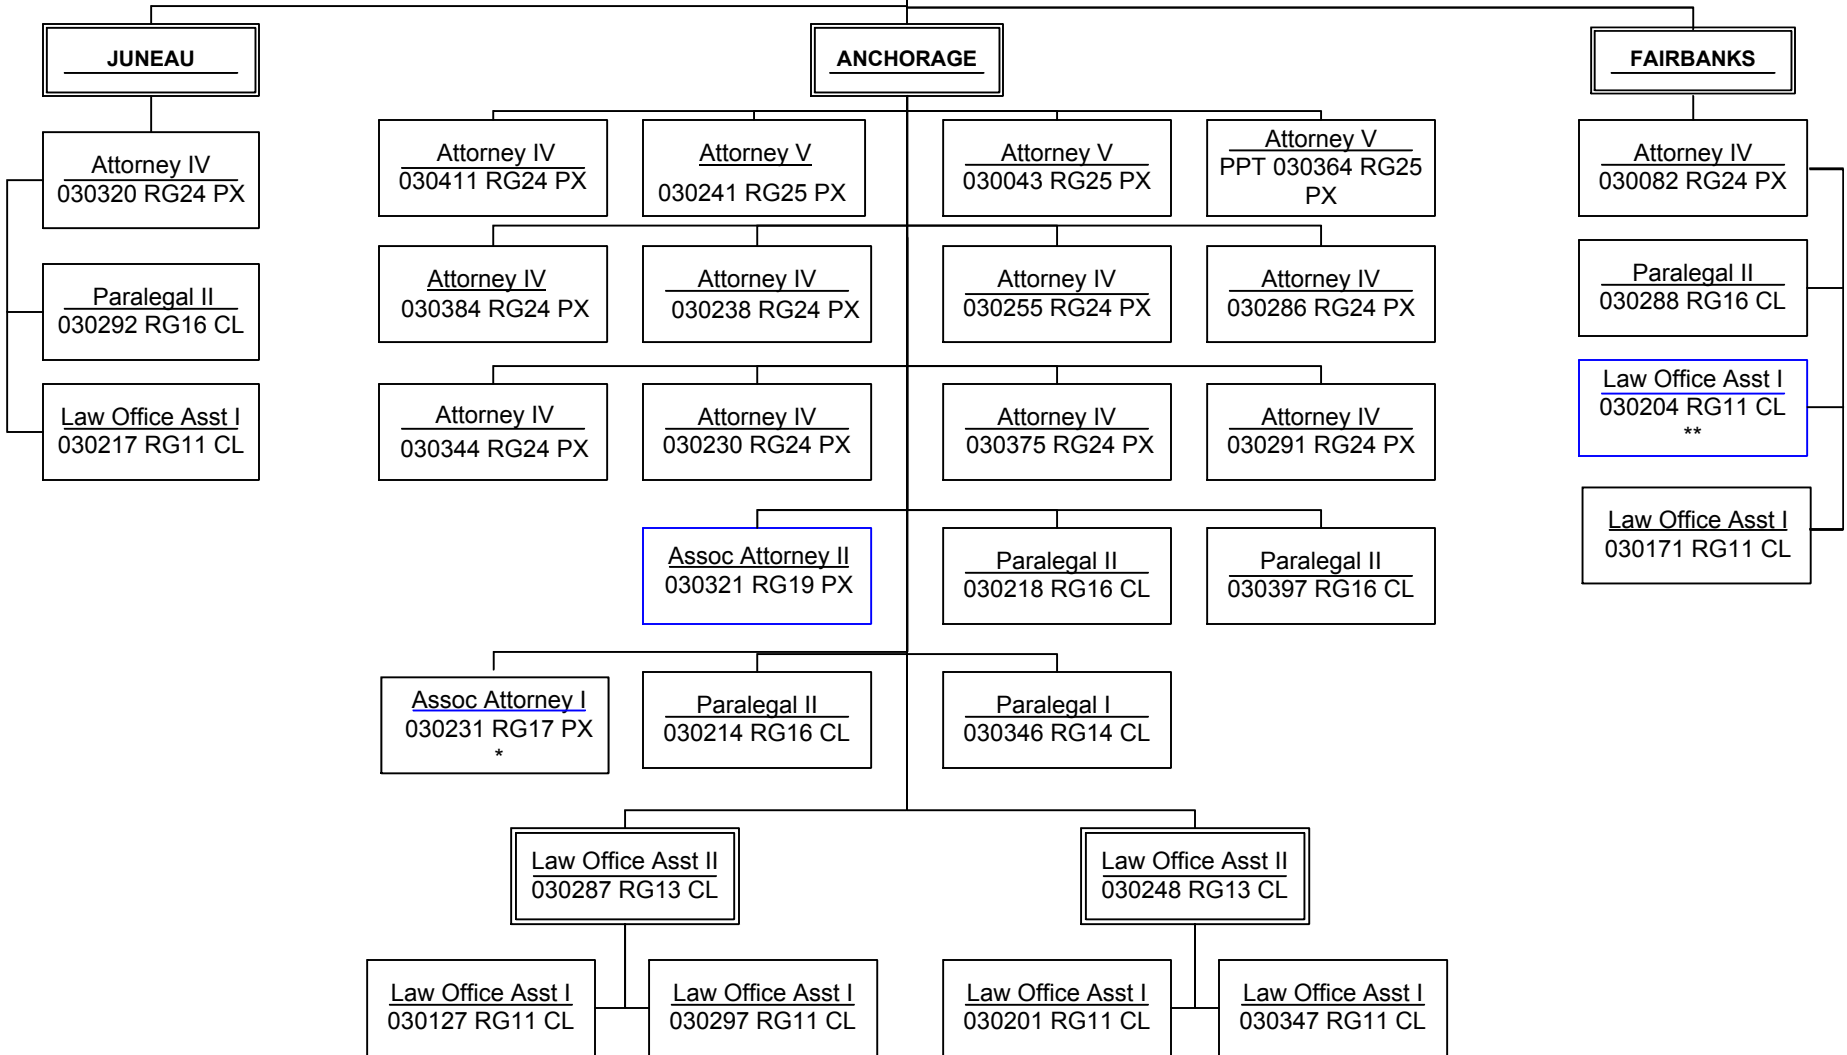 JUNEAU
ANCHORAGE
FAIRBANKS
Attorney IV
030320 RG24 PX
Paralegal II
030292 RG16 CL
Law Office Asst I
030217 RG11 CL
Attorney IV
030411 RG24 PX
Attorney V
030241 RG25 PX
Attorney V
030043 RG25 PX
Attorney V
PPT 030364 RG25
PX
Attorney IV
030384 RG24 PX
Attorney IV
030238 RG24 PX
Attorney IV
030255 RG24 PX
Attorney IV
030286 RG24 PX
Attorney IV
030344 RG24 PX
Attorney IV
030230 RG24 PX
Attorney IV
030375 RG24 PX
Attorney IV
030291 RG24 PX
Assoc Attorney II
030321 RG19 PX
Paralegal II
030218 RG16 CL
Paralegal II
030397 RG16 CL
Assoc Attorney I
030231 RG17 PX
*
Paralegal II
030214 RG16 CL
Paralegal I
030346 RG14 CL
Law Office Asst II
030287 RG13 CL
Law Office Asst II
030248 RG13 CL
Law Office Asst I
030127 RG11 CL
Law Office Asst I
030297 RG11 CL
Law Office Asst I
030201 RG11 CL
Law Office Asst I
030347 RG11 CL
Attorney IV
030082 RG24 PX
Paralegal II
030288 RG16 CL
Law Office Asst I
030204 RG11 CL
**
Law Office Asst I
030171 RG11 CL